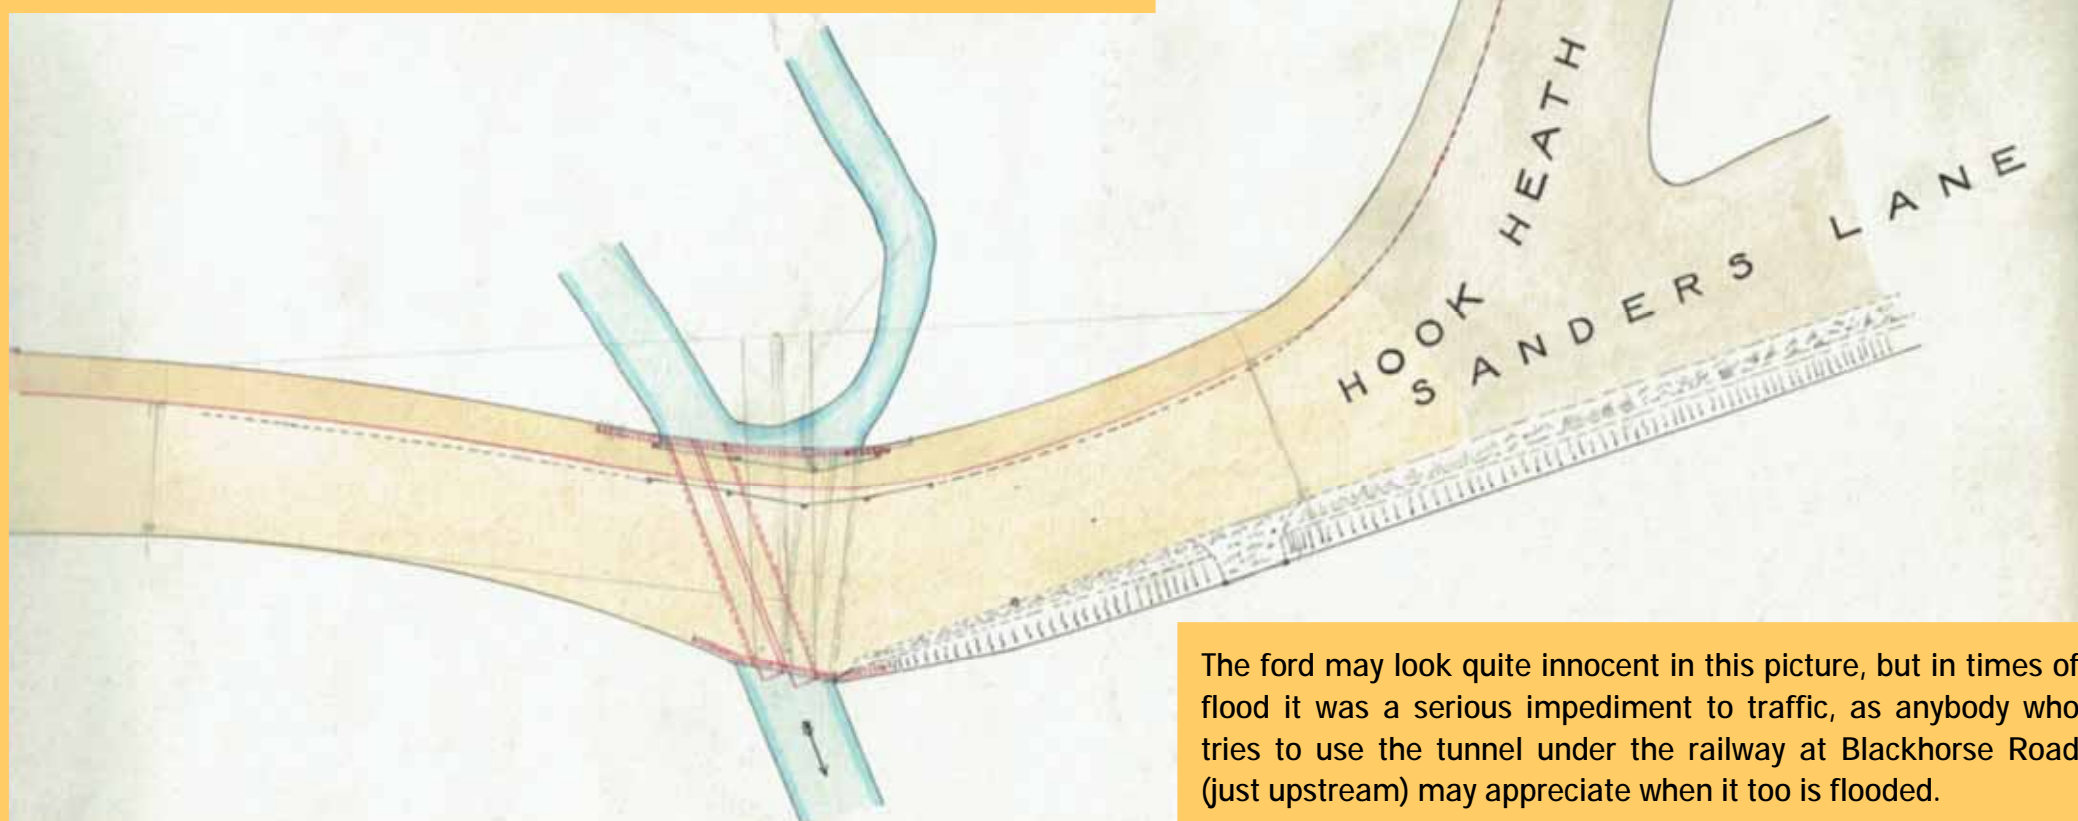 HOOK HEATH
SANDERS LANE
The ford may look quite innocent in this picture, but in times of
flood it was a serious impediment to traffic, as anybody who
tries to use the tunnel under the railway at Blackhorse Road
(just upstream) may appreciate when it too is flooded.